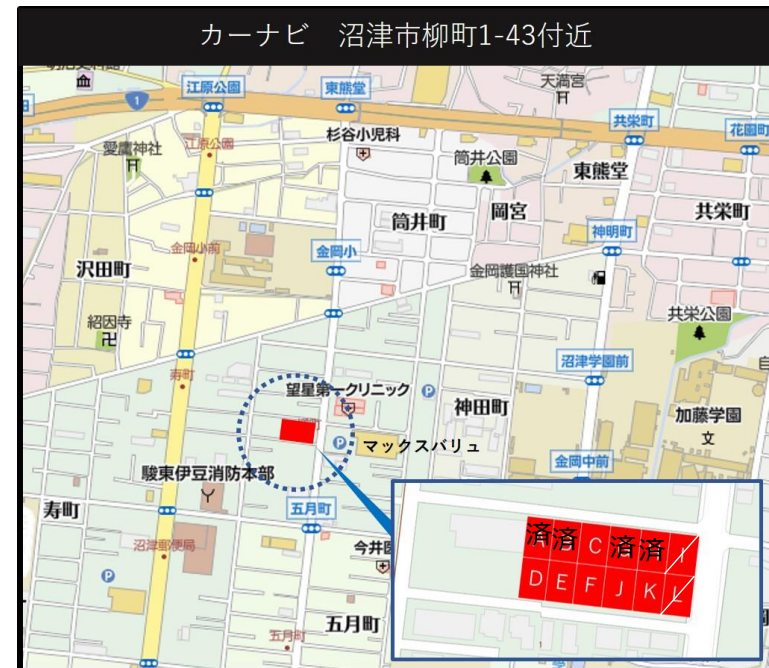 カーナビ 沼津市柳町1-43付近
江原公園
東熊堂
天満宮
1
共栄町
花園町
杉谷小児科
江原公園
愛鷹神社
筒井公園
東熊堂
筒井町
岡宮
共栄町
神明町
金岡小前
金岡小
沢田町
金岡護国神社
紹因寺
共栄公園
沼津学園前
寿町
望星第一クリニック
P
神田町
加藤学園
文
P
マックスバリュ
金岡中前
駿東伊豆消防本部
寿町
五月町
沼津郵便局
今井医
P
済 済 C 済 済 I
D E F J K L
五月町
五月町
1